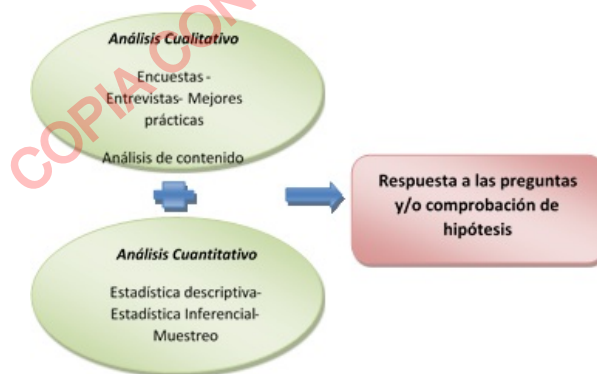 Análisis Cualitativo
Encuestas -
Entrevistas- Mejores
prácticas
Análisis de contenido
Análisis Cuantitativo
Estadística descriptiva-
Estadística Inferencial-
Muestreo
Respuesta a las preguntas
y/o comprobación de
hipótesis
COPIA CON